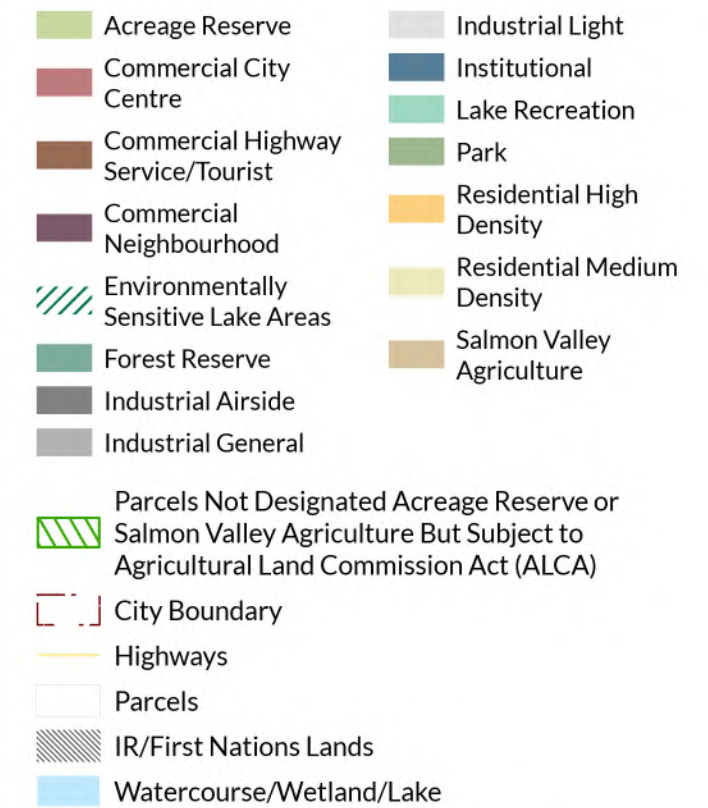 Acreage Reserve
Commercial City
Centre
Commercial Highway
Service/Tourist
Commercial
Neighbourhood
Environmentally
Sensitive Lake Areas
Forest Reserve
Industrial Airside
Industrial General
Industrial Light
Institutional
Lake Recreation
Park
Residential High
Density
Residential Medium
Density
Salmon Valley
Agriculture
Parcels Not Designated Acreage Reserve or
Salmon Valley Agriculture But Subject to
Agricultural Land Commission Act (ALCA)
City Boundary
Highways
Parcels
IR/First Nations Lands
Watercourse/Wetland/Lake